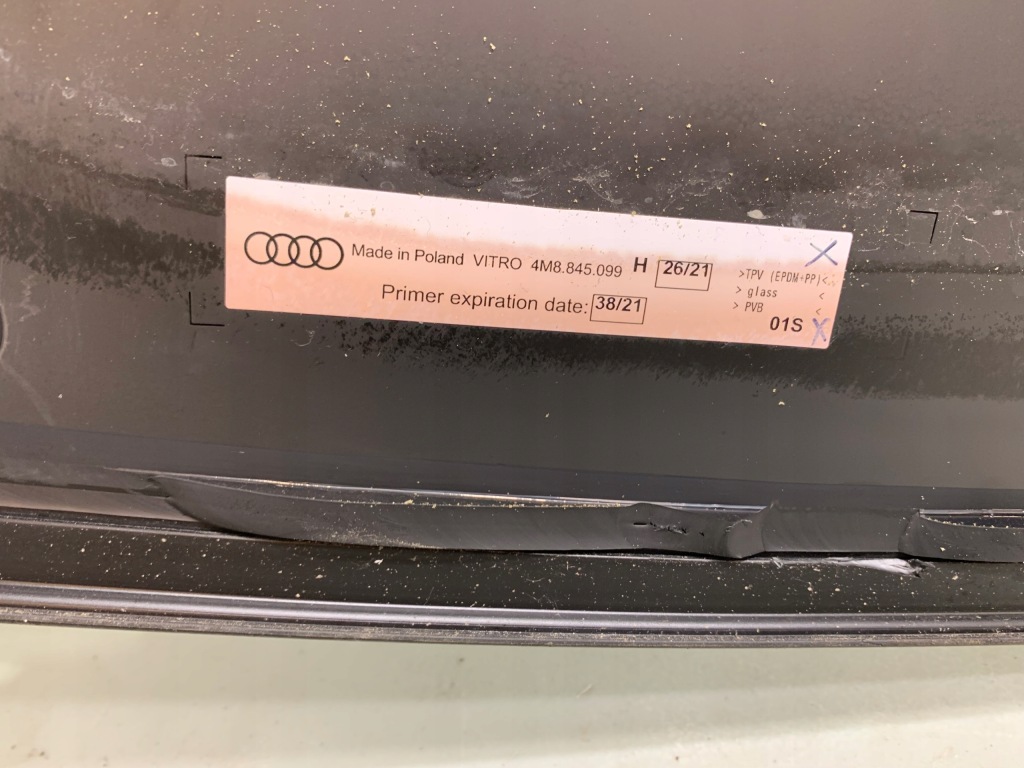 Made in Poland VITRO 4M8.845.099 H 26/21
Primer expiration date: 38/21
>TPV (EPDM+PP)<
> glass <
> PVB <
01S